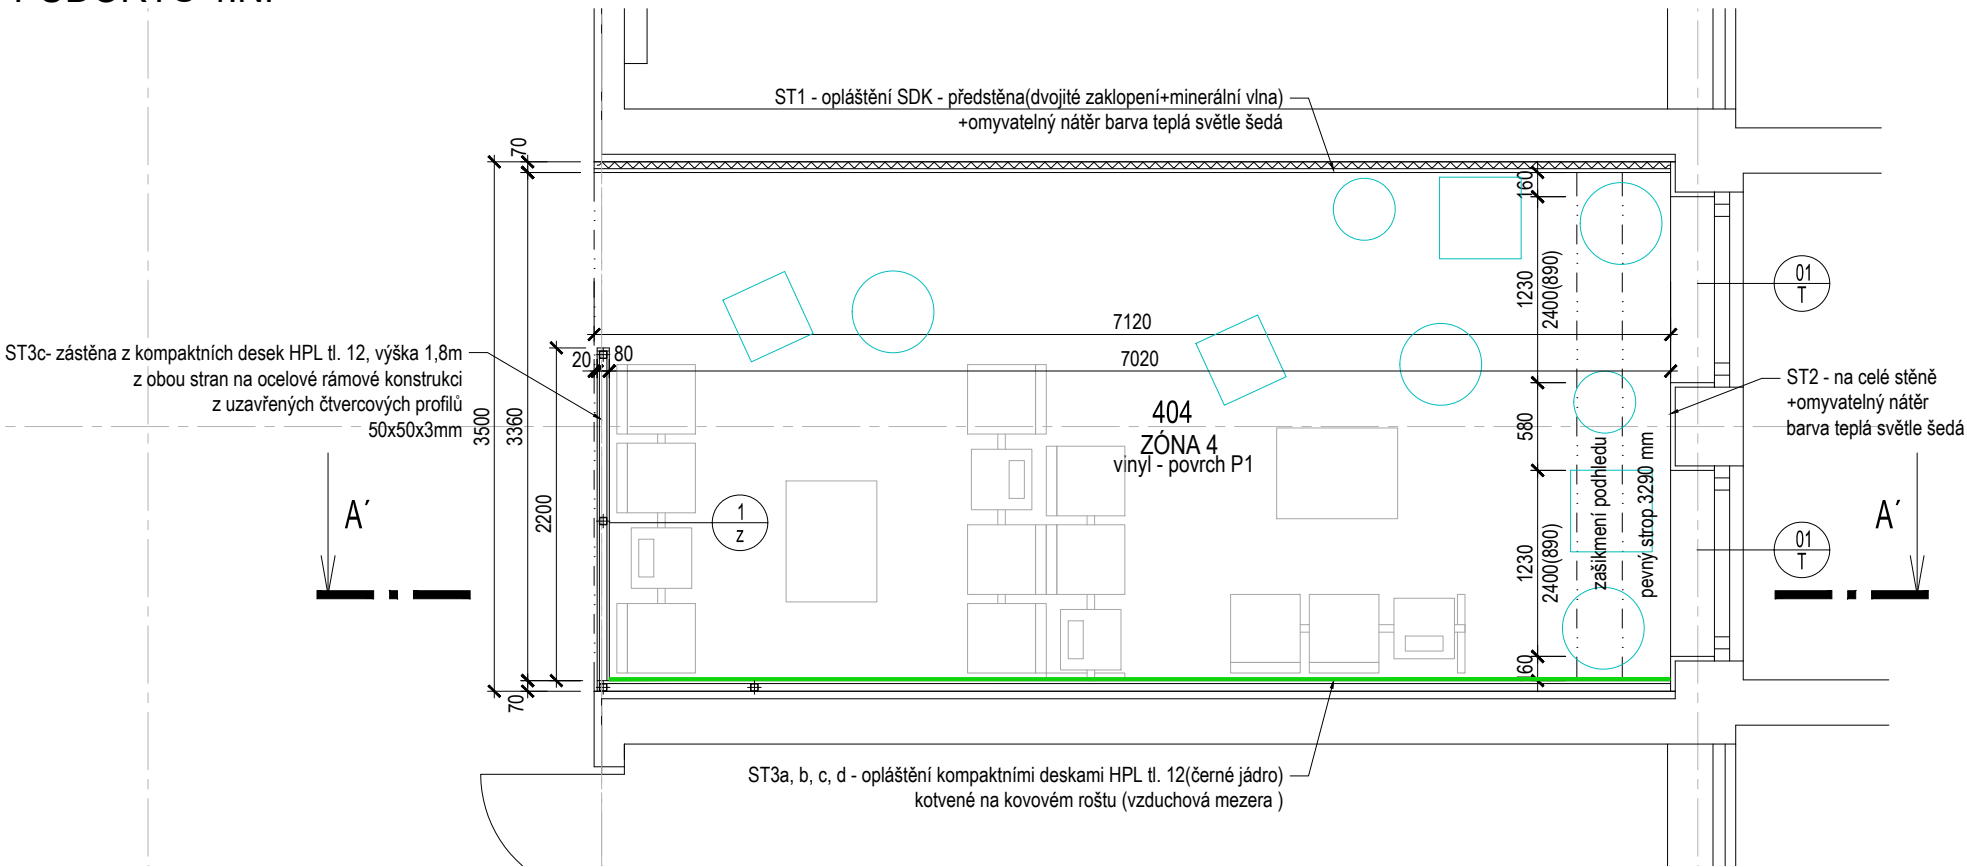 ST1 - opláštění SDK - předstěna(dvojité zaklopení+minerální vlna)
+omyvatelný nátěr barva teplá světle šedá
70
160
1230
2400(890)
01
T
7120
ST3c- zástěna z kompaktních desek HPL tl. 12, výška 1,8m
z obou stran na ocelové rámové konstrukci
z uzavřených čtvercových profilů
50x50x3mm
20
80
7020
ST2 - na celé stěně
+omyvatelný nátěr
barva teplá světle šedá
3500
3360
2200
580
404
ZÓNA 4
vinyl - povrch P1
zašikmení podhledu
pevný strop 3290 mm
A´
1
z
A´
1230
2400(890)
01
T
160
70
ST3a, b, c, d - opláštění kompaktními deskami HPL tl. 12(černé jádro)
kotvené na kovovém roštu (vzduchová mezera )